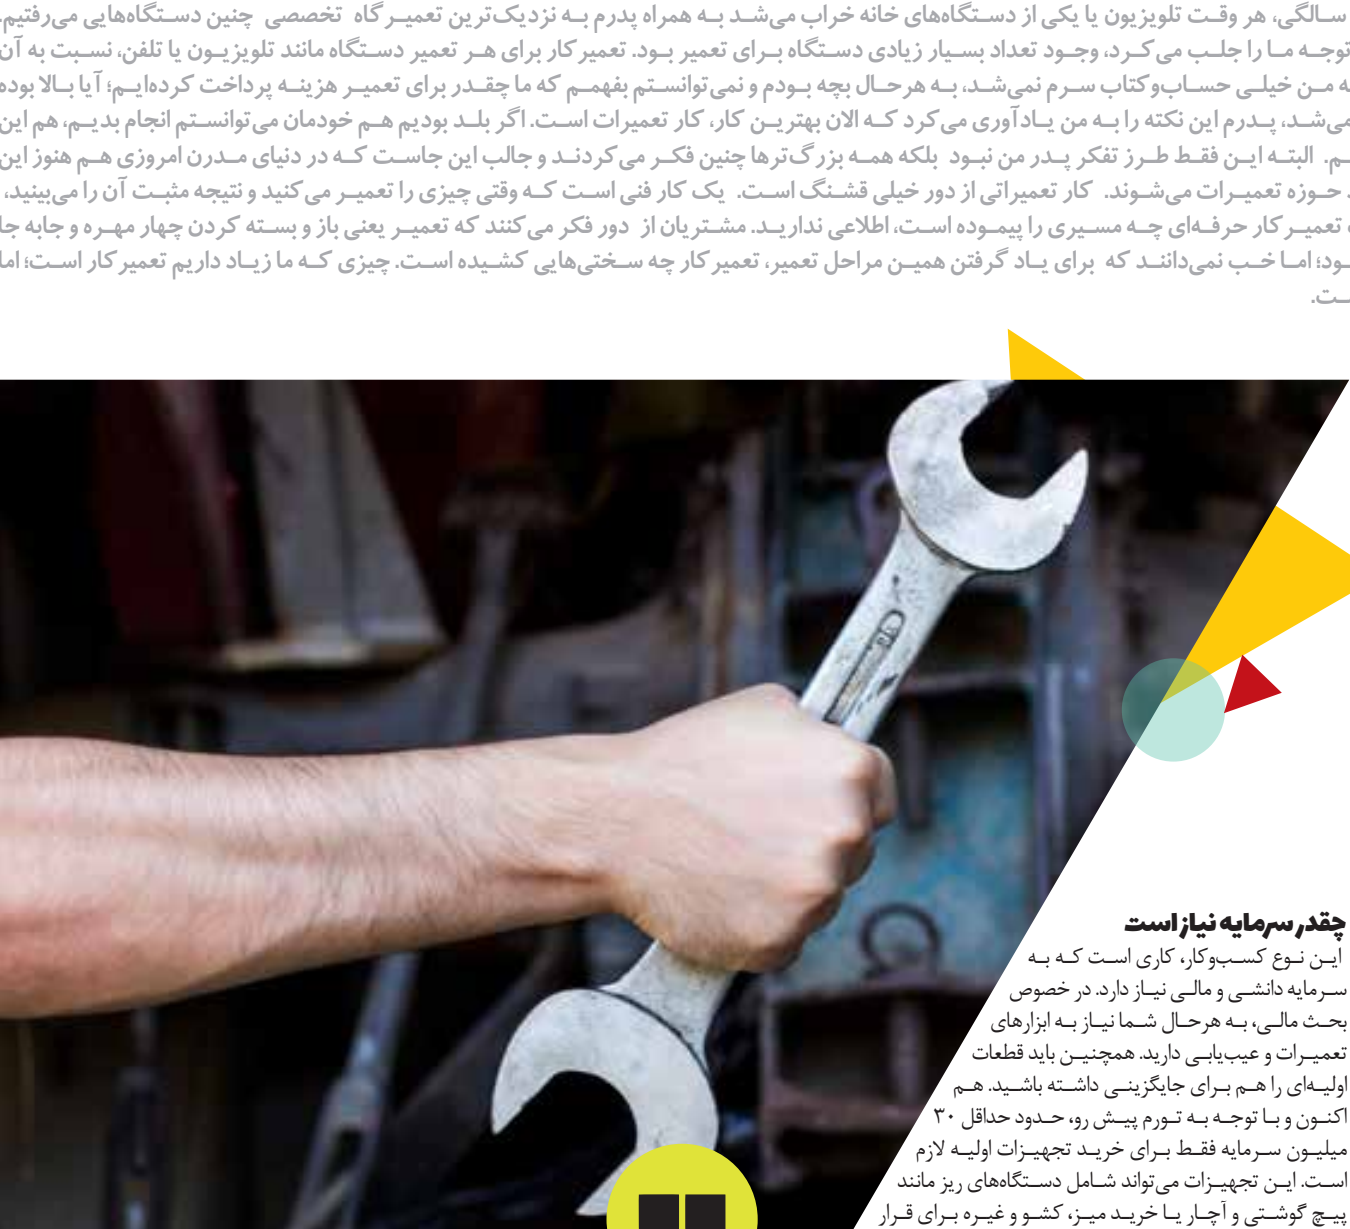 سالگی، هر وقت تلویزیون یا یکی از دستگاه‌های خانه خراب می‌شد به همراه پدرم به نزدیک‌ترین تعمیرگاه تخصصی چنین دستگاه‌هایی می‌رفتیم.
توجه ما را جلب می‌کرد، وجود تعداد بسیار زیادی دستگاه برای تعمیر بود. تعمیرکار برای هر تعمیر دستگاه مانند تلویزیون یا تلفن، نسبت به آن
ه من خیلی حساب‌وکتاب سرم نمی‌شد، به هرحال بچه بودم و نمی‌توانستم بفهمم که ما چقدر برای تعمیر هزینه پرداخت کرده‌ایم؛ آیا بالا بوده
می‌شد، پدرم این نکته را به من یادآوری می‌کرد که الان بهترین کار، کار تعمیرات است. اگر بلد بودیم هم خودمان می‌توانستم انجام بدیم، هم این
م. البته این فقط طرز تفکر پدر من نبود بلکه همه بزرگ‌ترها چنین فکر می‌کردند و جالب این جاست که در دنیای مدرن امروزی هم هنوز این
حوزه تعمیرات می‌شوند. کار تعمیراتی از دور خیلی قشنگ است. یک کار فنی است که وقتی چیزی را تعمیر می‌کنید و نتیجه مثبت آن را می‌بینید،
تعمیرکار حرفه‌ای چه مسیری را پیموده است، اطلاعی ندارید. مشتریان از دور فکر می‌کنند که تعمیر یعنی باز و بسته کردن چهار مهره و جابه جا
ود؛ اما خب نمی‌دانند که برای یاد گرفتن همین مراحل تعمیر، تعمیرکار چه سختی‌هایی کشیده است. چیزی که ما زیاد داریم تعمیرکار است؛ اما
ست.
چقدر سرمایه نیاز است
این نوع کسب‌وکار، کاری است که به
سرمایه دانشی و مالی نیاز دارد. در خصوص
بحث مالی، به هرحال شما نیاز به ابزارهای
تعمیرات و عیب‌یابی دارید. همچنین باید قطعات
اولیه‌ای را هم برای جایگزینی داشته باشید. هم
اکنون و با توجه به تورم پیش رو، حدود حداقل ۳۰
میلیون سرمایه فقط برای خرید تجهیزات اولیه لازم
است. این تجهیزات می‌تواند شامل دستگاه‌های ریز مانند
پیچ گوشتی و آچار یا خرید میز، کشو و غیره برای قرار